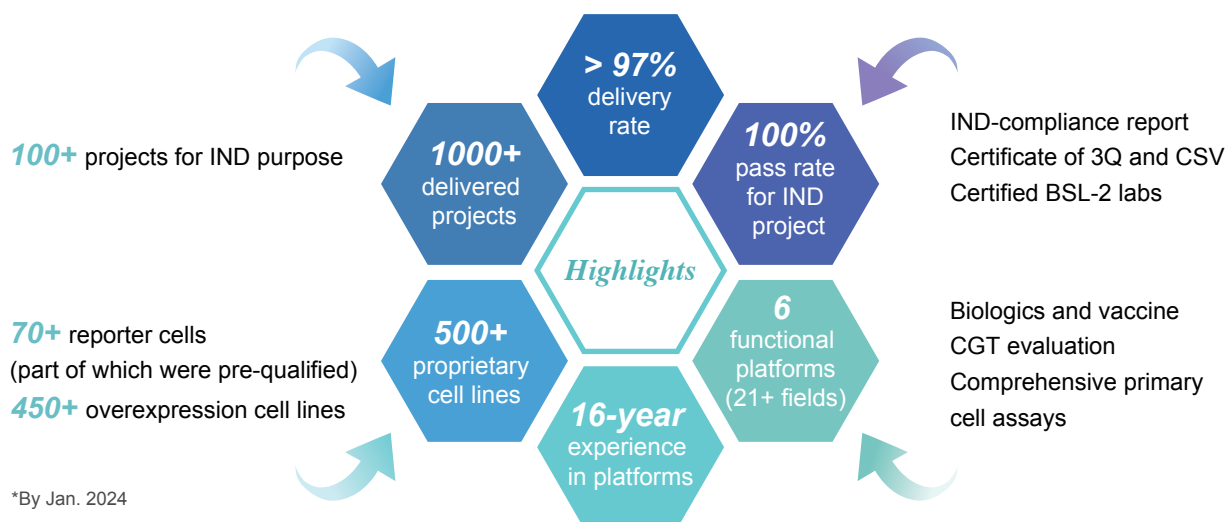 > 97%
delivery
rate
100+ projects for IND purpose
1000+
delivered
projects
100%
pass rate
for IND
project
IND-compliance report
Certificate of 3Q and CSV
Certified BSL-2 labs
Highlights
70+ reporter cells
(part of which were pre-qualified)
450+ overexpression cell lines
500+
proprietary
cell lines
6
functional
platforms
(21+ fields)
Biologics and vaccine
CGT evaluation
Comprehensive primary
cell assays
16-year
experience
in platforms
*By Jan. 2024